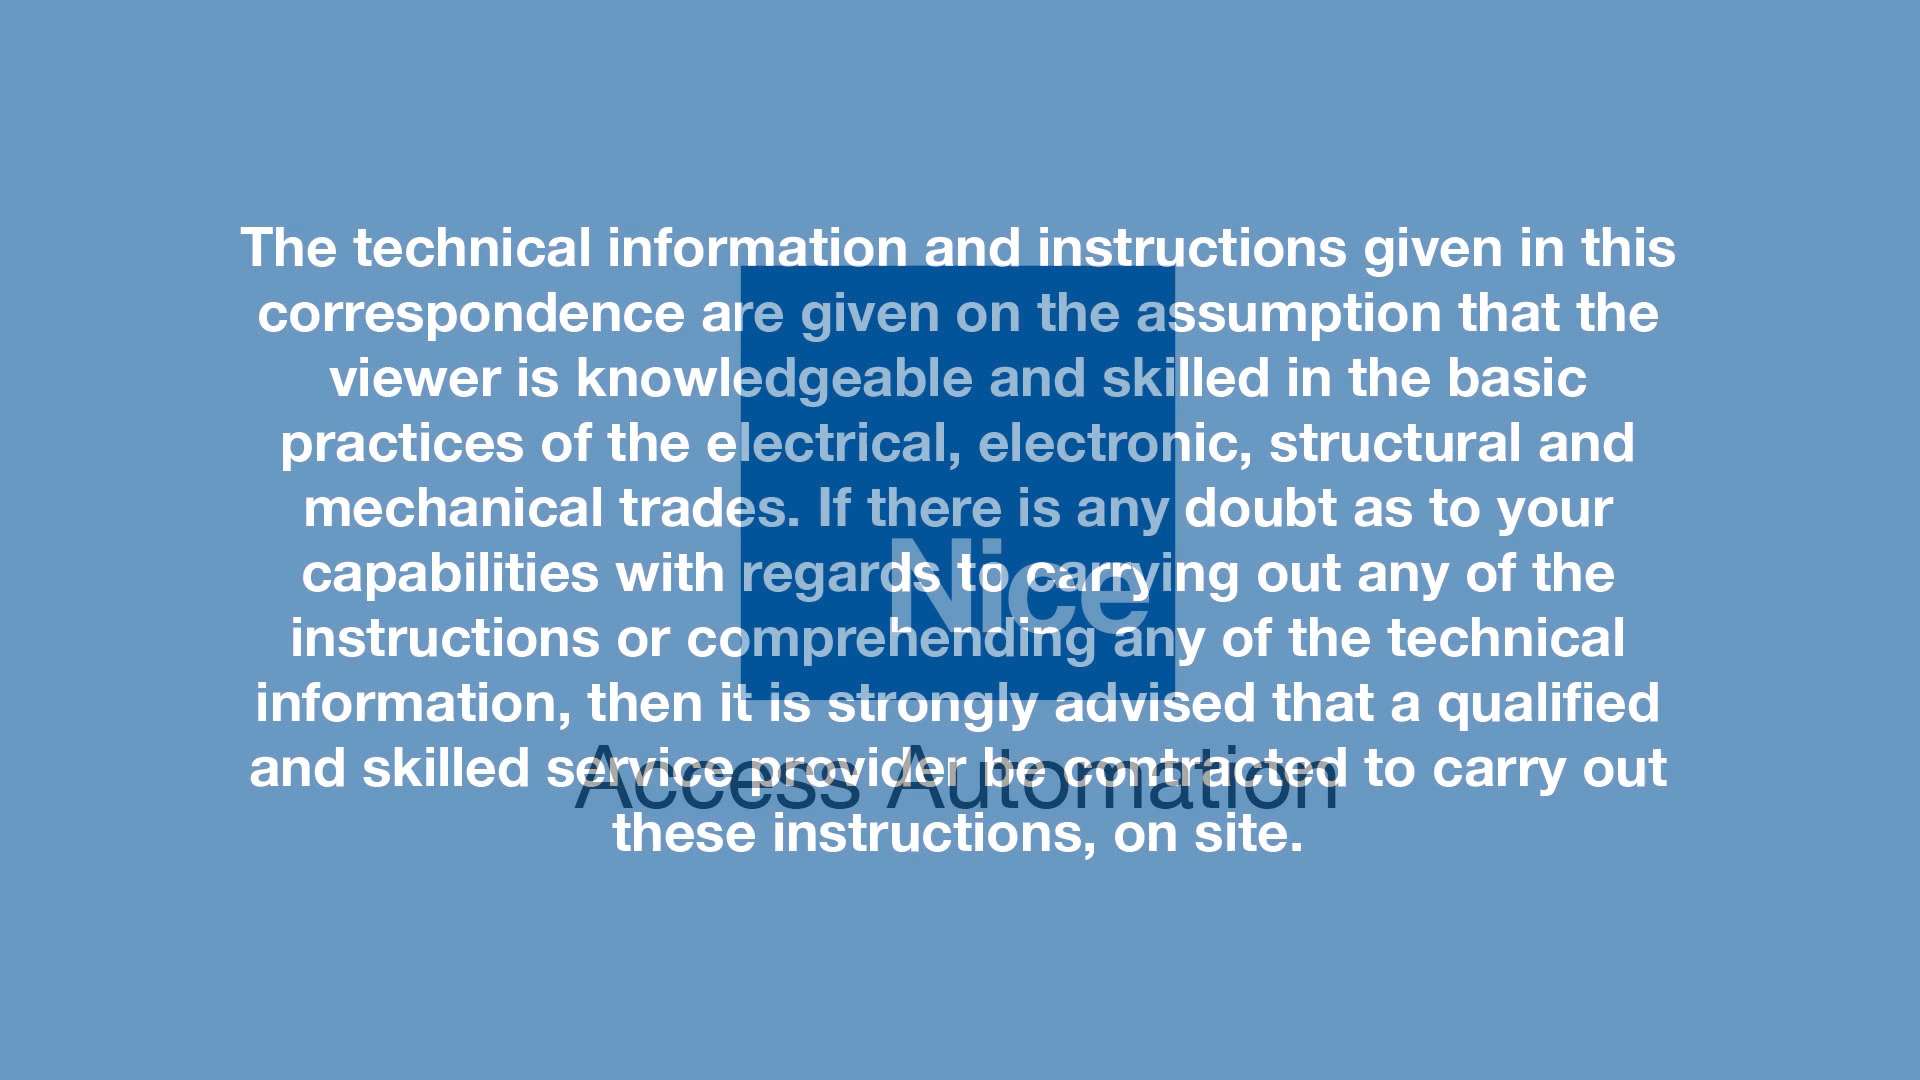 The technical information and instructions given in this
correspondence are given on the assumption that the
viewer is knowledgeable and skilled in the basic
practices of the electrical, electronic, structural and
mechanical trades. If there is any doubt as to your
capabilities with regards to carrying out any of the
instructions or comprehending any of the technical
information, then it is strongly advised that a qualified
and skilled service provider be contracted to carry out
these instructions, on site.
Nice
Access Automation